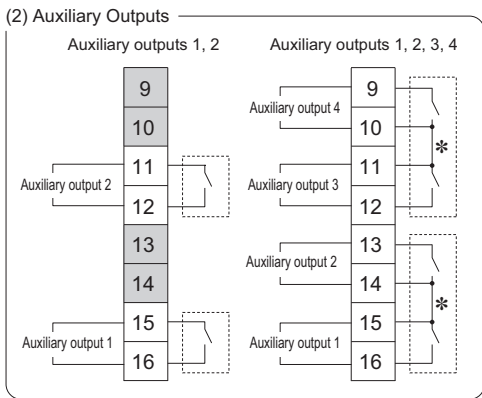 (2) Auxiliary Outputs
Auxiliary outputs 1, 2
9
10
11
Auxiliary output 2
12
13
14
15
Auxiliary output 1
16
Auxiliary outputs 1, 2, 3, 4
9
Auxiliary output 4
10
*
11
Auxiliary output 3
12
13
Auxiliary output 2
14
*
15
Auxiliary output 1
16